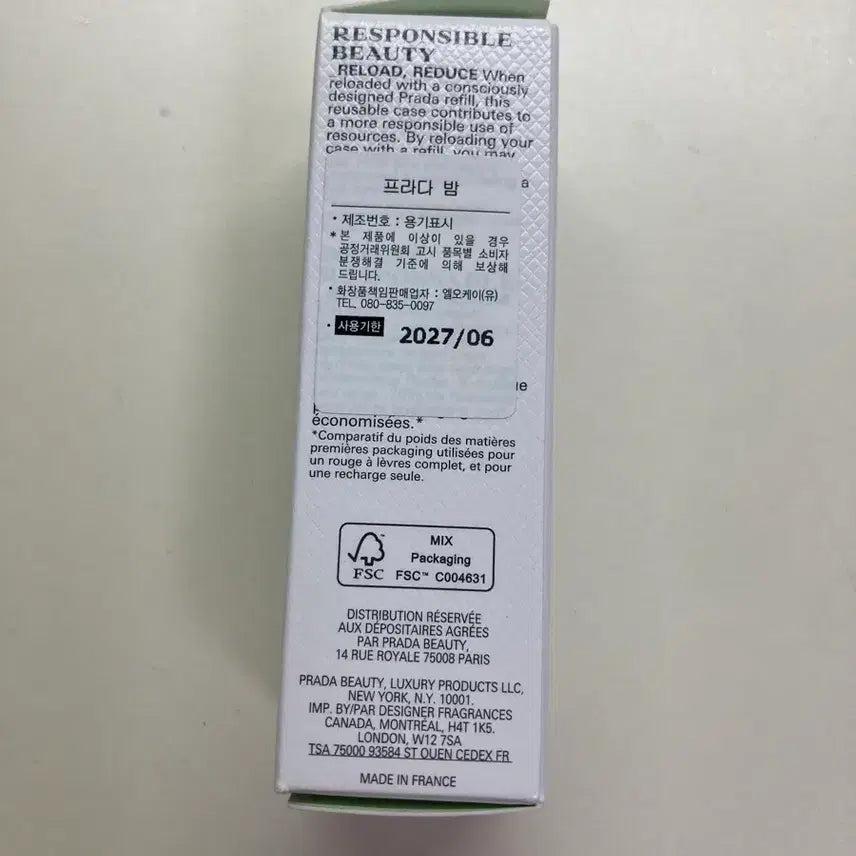 RESPONSIBLE
BEAUTY
RELOAD, REDUCE When
reloaded with a consciously
designed Prada refill, this
reusable case contributes to
a more responsible use of
resources. By reloading your
case with a refill, you may
a
프라다 밤
• 제조번호 : 용기표시
* 본 제품에 이상이 있을 경우
공정거래위원회 고시 품목별 소비자
분쟁해결 기준에 의해 보상해
드립니다.
• 화장품책임판매업자 : 엘오케이(유)
TEL. 080-835-0097
• 사용기한 2027/06
économisées.*
*Comparatif du poids des matières
premières packaging utilisées pour
un rouge à lèvres complet, et pour
une recharge seule.
MIX
Packaging
FSC FSC™ C004631
DISTRIBUTION RÉSERVÉE
AUX DÉPOSITAIRES AGRÉES
PAR PRADA BEAUTY,
14 RUE ROYALE 75008 PARIS
PRADA BEAUTY, LUXURY PRODUCTS LLC,
NEW YORK, N.Y. 10001.
IMP. BY/PAR DESIGNER FRAGRANCES
CANADA, MONTRÉAL, H4T 1K5.
LONDON, W12 7SA
TSA 75000 93584 ST OUEN CEDEX FR
MADE IN FRANCE